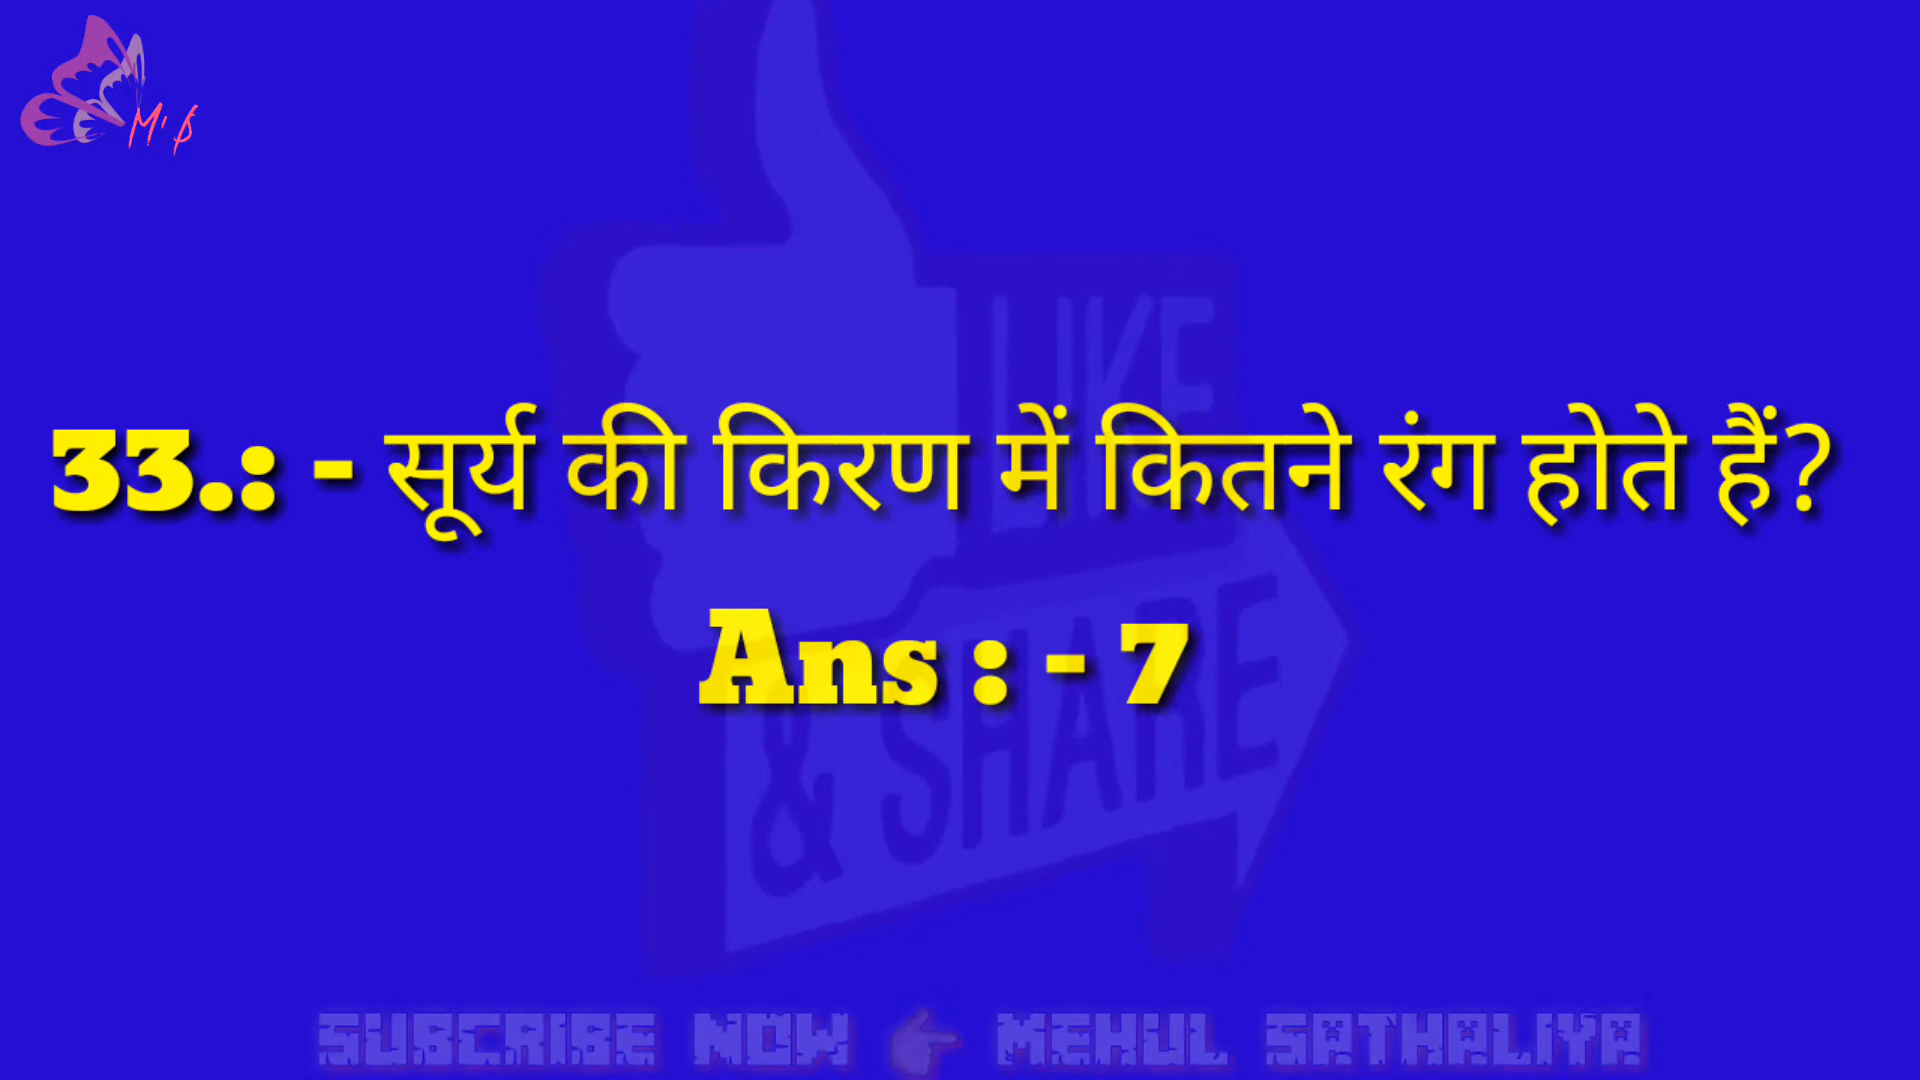 M'S
33.: - सूर्य की किरण में कितने रंग होते हैं?
Ans : - 7
LIKE
& SHARE
SUBCRIBE NOW 👉 MEHUL SATHALIYA